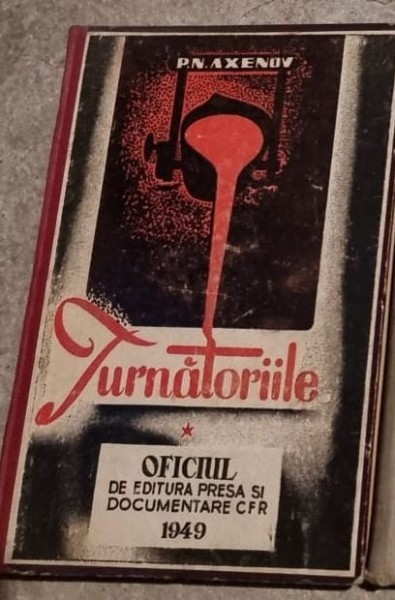 P.N. AXENOV
Turnătoriile
OFICIUL
DE EDITURA PRESA SI
DOCUMENTARE CFR
1949